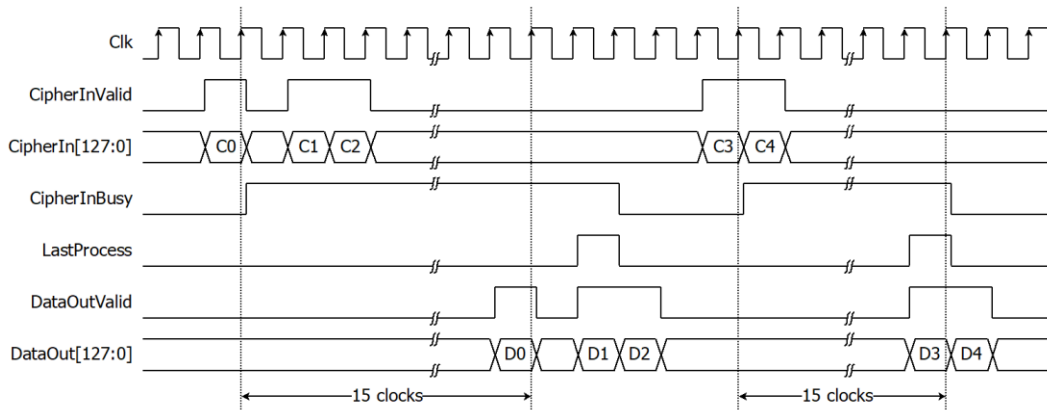 Clk
CipherInValid
CipherIn[127:0] C0 C1 C2 C3 C4
CipherInBusy
LastProcess
DataOutValid
DataOut[127:0] D0 D1 D2 D3 D4
15 clocks 15 clocks